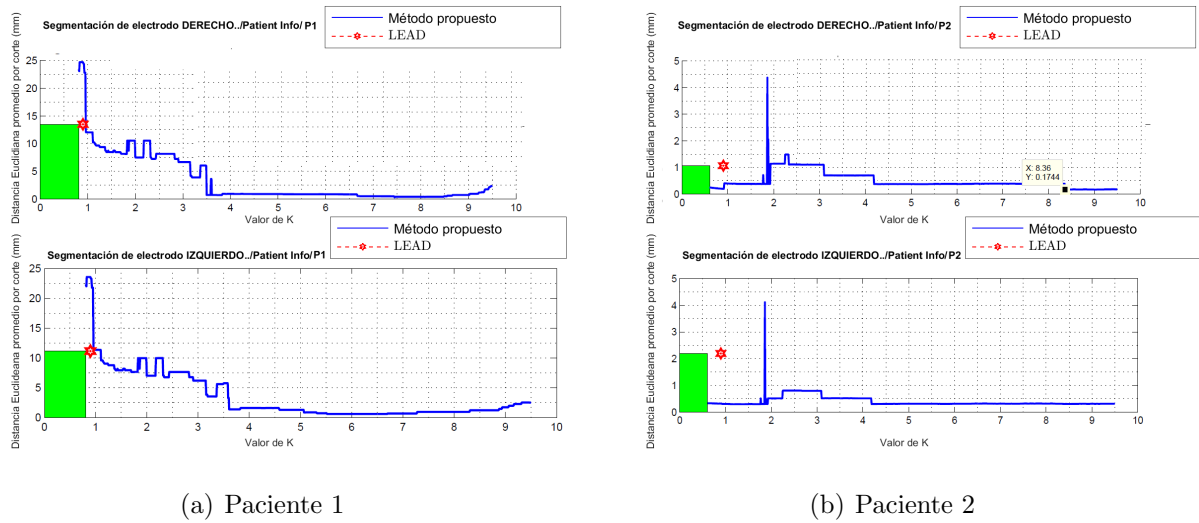 Segmentación de electrodo DERECHO../Patient Info/P1
Método propuesto
LEAD
Distancia Euclidiana promedio por corte (mm)
25
20
15
10
5
0
0 1 2 3 4 5 6 7 8 9 10
Valor de K
Segmentación de electrodo IZQUIERDO../Patient Info/P1
Método propuesto
LEAD
Distancia Euclideana promedio por corte (mm)
25
20
15
10
5
0
0 1 2 3 4 5 6 7 8 9 10
Valor de K
(a) Paciente 1
Segmentación de electrodo DERECHO../Patient Info/P2
Método propuesto
LEAD
Distancia Euclidiana promedio por corte (mm)
5
4
3
2
1
0
X: 8.36
Y: 0.1744
0 1 2 3 4 5 6 7 8 9 10
Valor de K
Segmentación de electrodo IZQUIERDO../Patient Info/P2
Método propuesto
LEAD
Distancia Euclideana promedio por corte (mm)
5
4
3
2
1
0
0 1 2 3 4 5 6 7 8 9 10
Valor de K
(b) Paciente 2